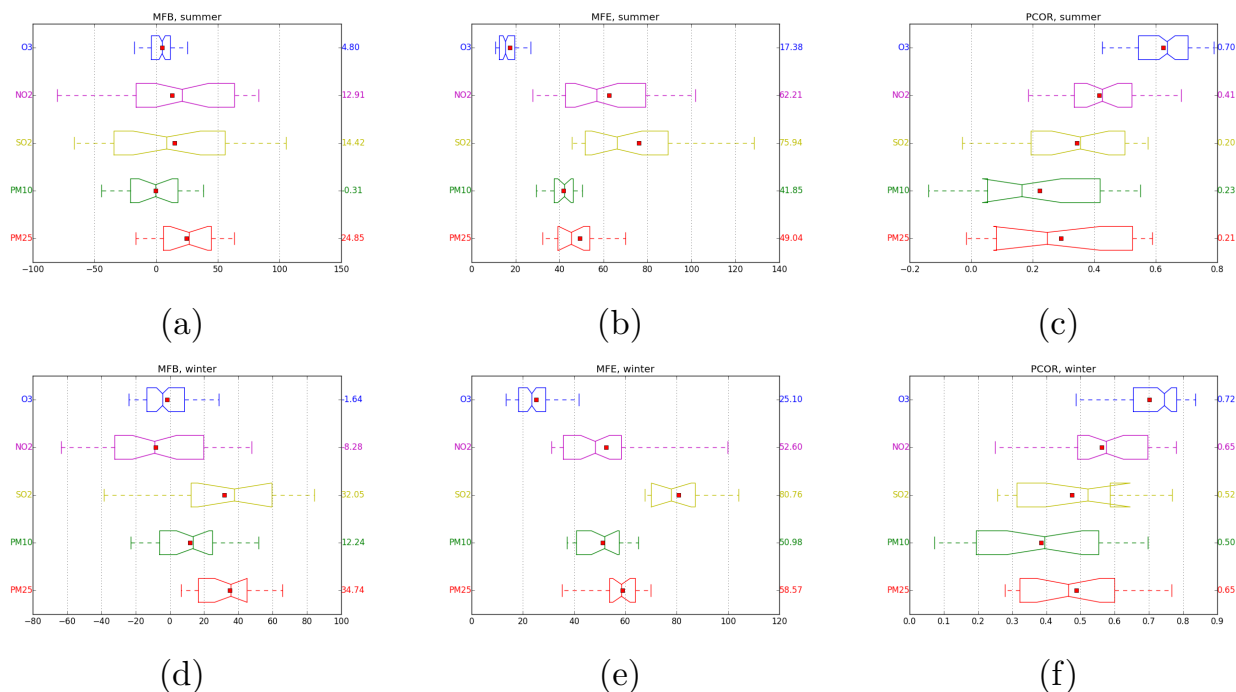 MFB, summer
O3 4.80
NO2 12.91
SO2 14.42
PM10 -0.31
PM25 24.85
−100 −50 0 50 100 150
(a)
MFE, summer
O3 17.38
NO2 62.21
SO2 75.94
PM10 41.85
PM25 49.04
0 20 40 60 80 100 120 140
(b)
PCOR, summer
O3 0.70
NO2 0.41
SO2 0.20
PM10 0.23
PM25 0.21
−0.2 0.0 0.2 0.4 0.6 0.8
(c)
MFB, winter
O3 -1.64
NO2 -8.28
SO2 32.05
PM10 12.24
PM25 34.74
−80 −60 −40 −20 0 20 40 60 80 100
(d)
MFE, winter
O3 25.10
NO2 52.60
SO2 80.76
PM10 50.98
PM25 58.57
0 20 40 60 80 100 120
(e)
PCOR, winter
O3 0.72
NO2 0.65
SO2 0.52
PM10 0.50
PM25 0.65
0.0 0.1 0.2 0.3 0.4 0.5 0.6 0.7 0.8 0.9
(f)